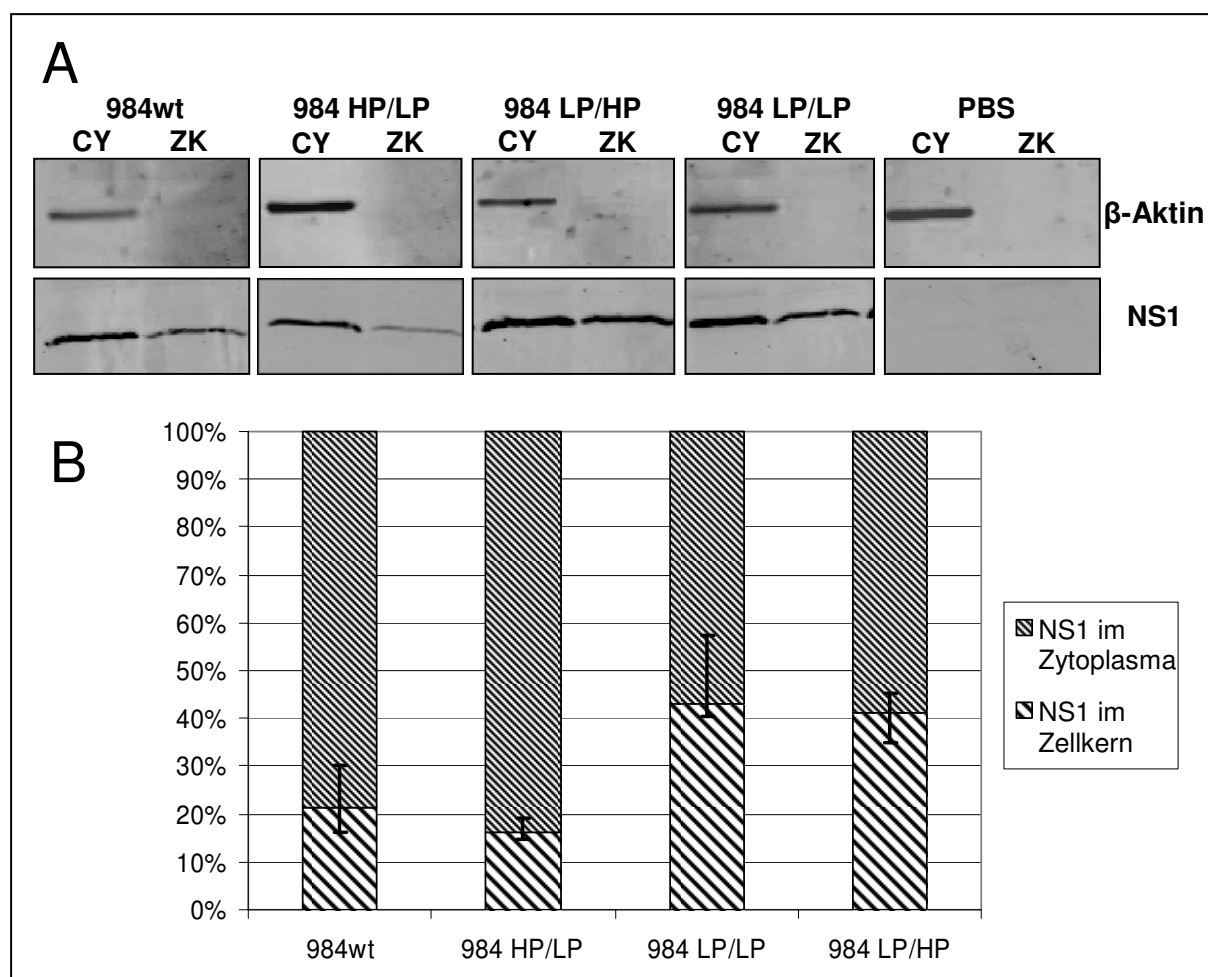 A
984wt 984 HP/LP 984 LP/HP 984 LP/LP PBS
CY ZK CY ZK CY ZK CY ZK CY ZK
β-Aktin
NS1
B
100%
90%
80%
70%
60%
50%
40%
30%
20%
10%
0%
984wt 984 HP/LP 984 LP/LP 984 LP/HP
NS1 im
Zytoplasma
NS1 im
Zellkern